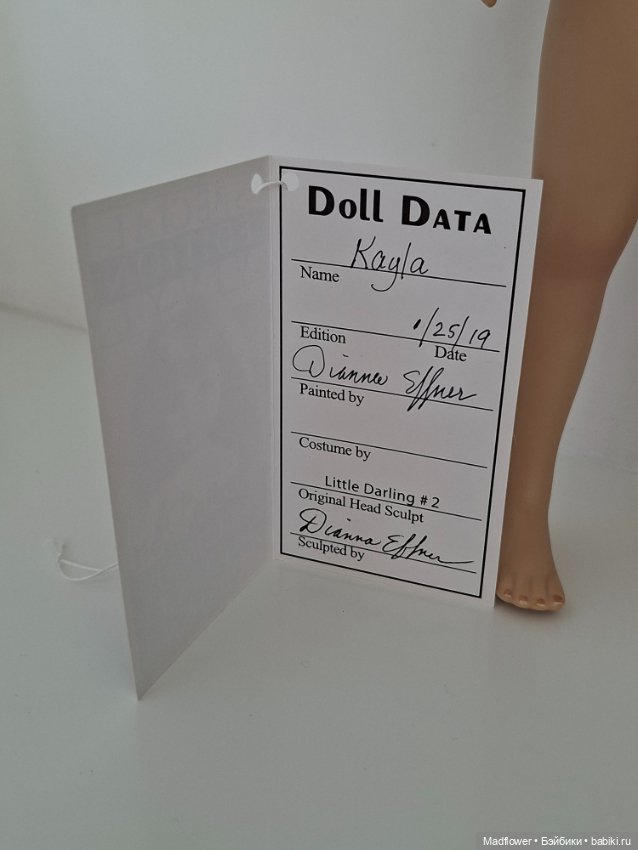 Doll Data
Kayla
Name
1/25/19
Edition Date
Dianna Effner
Painted by
Costume by
Little Darling # 2
Original Head Sculpt
Dianna Effner
Sculpted by
Madflower • Бэйбики • babiki.ru